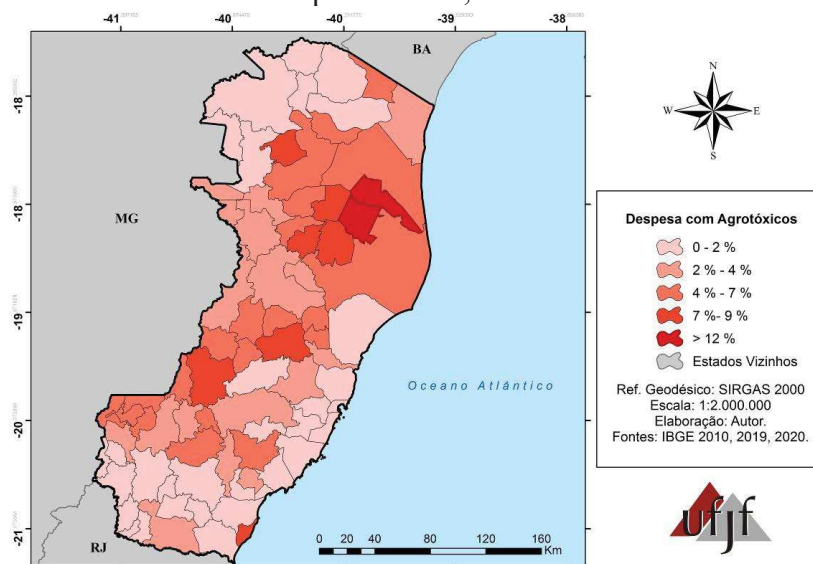 -41 -40 -40 -39 -38
BA
-18
N
W E
S
MG
-18
Despesa com Agrotóxicos
0 - 2 %
2 % - 4 %
4 % - 7 %
7 %- 9 %
> 12 %
Estados Vizinhos
-19
Oceano Atlântico
Ref. Geodésico: SIRGAS 2000
Escala: 1:2.000.000
Elaboração: Autor.
Fontes: IBGE 2010, 2019, 2020.
-20
-21
RJ
0 10 20 40 80 120 160
Km
ufjf